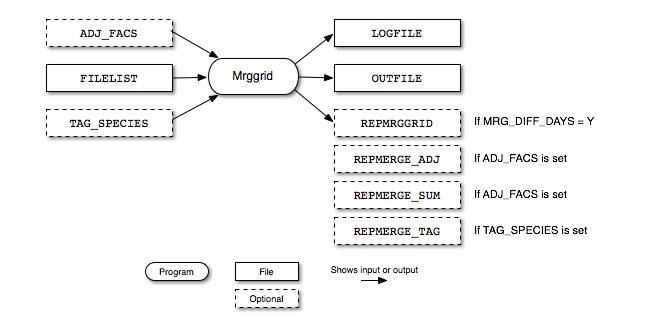 ADJ_FACS
LOGFILE
FILELIST
Mrggrid
OUTFILE
TAG_SPECIES
REPMRGGRID
If MRG_DIFF_DAYS = Y
REPMERGE_ADJ
If ADJ_FACS is set
REPMERGE_SUM
If ADJ_FACS is set
REPMERGE_TAG
If TAG_SPECIES is set
Program
File
Shows input or output
Optional